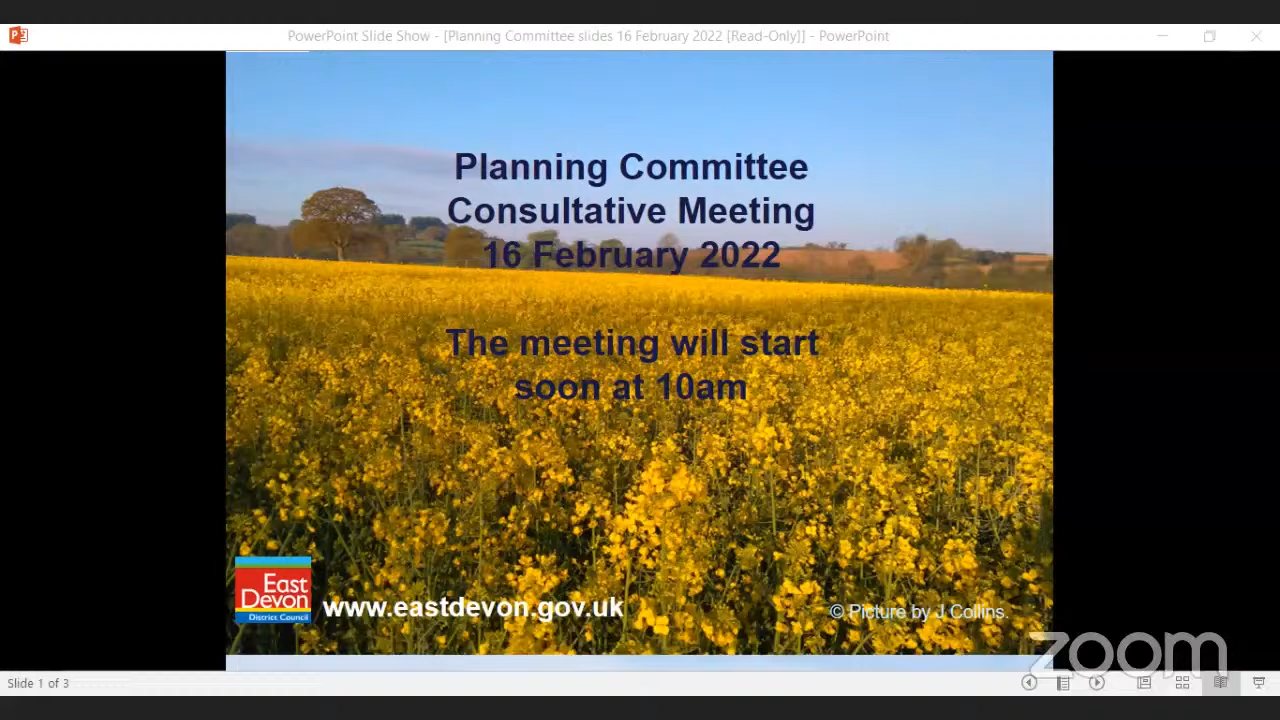 PowerPoint Slide Show - [Planning Committee slides 16 February 2022 [Read-Only]] - PowerPoint
Planning Committee
Consultative Meeting
16 February 2022
The meeting will start
soon at 10am
East
Devon
District Council
www.eastdevon.gov.uk
© Picture by J Collins.
zoom
Slide 1 of 3